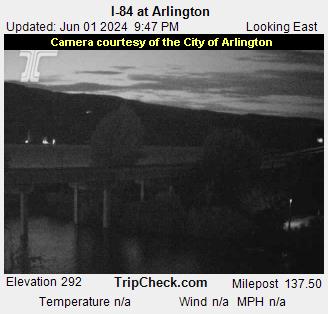 I-84 at Arlington
Updated: Jun 01 2024 9:47 PM Looking East
Camera courtesy of the City of Arlington
Elevation 292 TripCheck.com Milepost 137.50
Temperature n/a Wind n/a MPH n/a